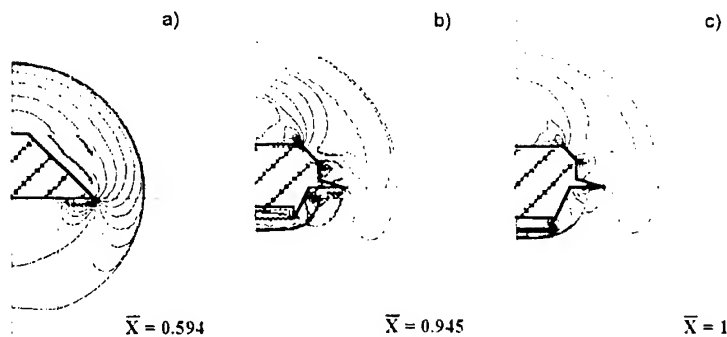 a)
b)
c)
X̅ = 0.594
X̅ = 0.945
X̅ = 1